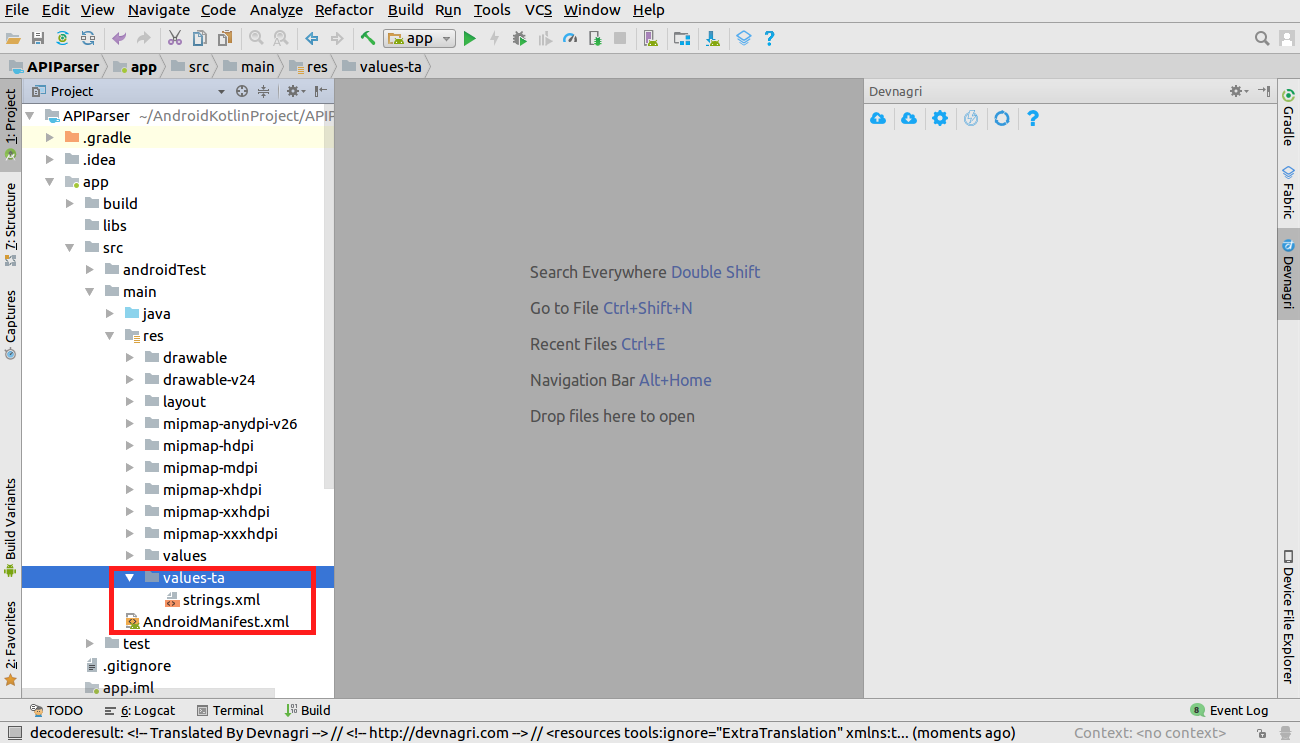 File Edit View Navigate Code Analyze Refactor Build Run Tools VCS Window Help
app
APIParser app src main res values-ta
Project
Devnagri
1: Project
7: Structure
Captures
Build Variants
2: Favorites
APIParser ~/AndroidKotlinProject/APIP
.gradle
.idea
app
build
libs
src
androidTest
main
java
res
drawable
drawable-v24
layout
mipmap-anydpi-v26
mipmap-hdpi
mipmap-mdpi
mipmap-xhdpi
mipmap-xxhdpi
mipmap-xxxhdpi
values
values-ta
strings.xml
AndroidManifest.xml
test
.gitignore
app.iml
Search Everywhere Double Shift
Go to File Ctrl+Shift+N
Recent Files Ctrl+E
Navigation Bar Alt+Home
Drop files here to open
Gradle
Fabric
Devnagri
Device File Explorer
TODO 6: Logcat Terminal Build 8 Event Log
decoderesult: <!-- Translated By Devnagri --> // <!-- http://devnagri.com --> // <resources tools:ignore="ExtraTranslation" xmlns:t... (moments ago) Context: <no context>